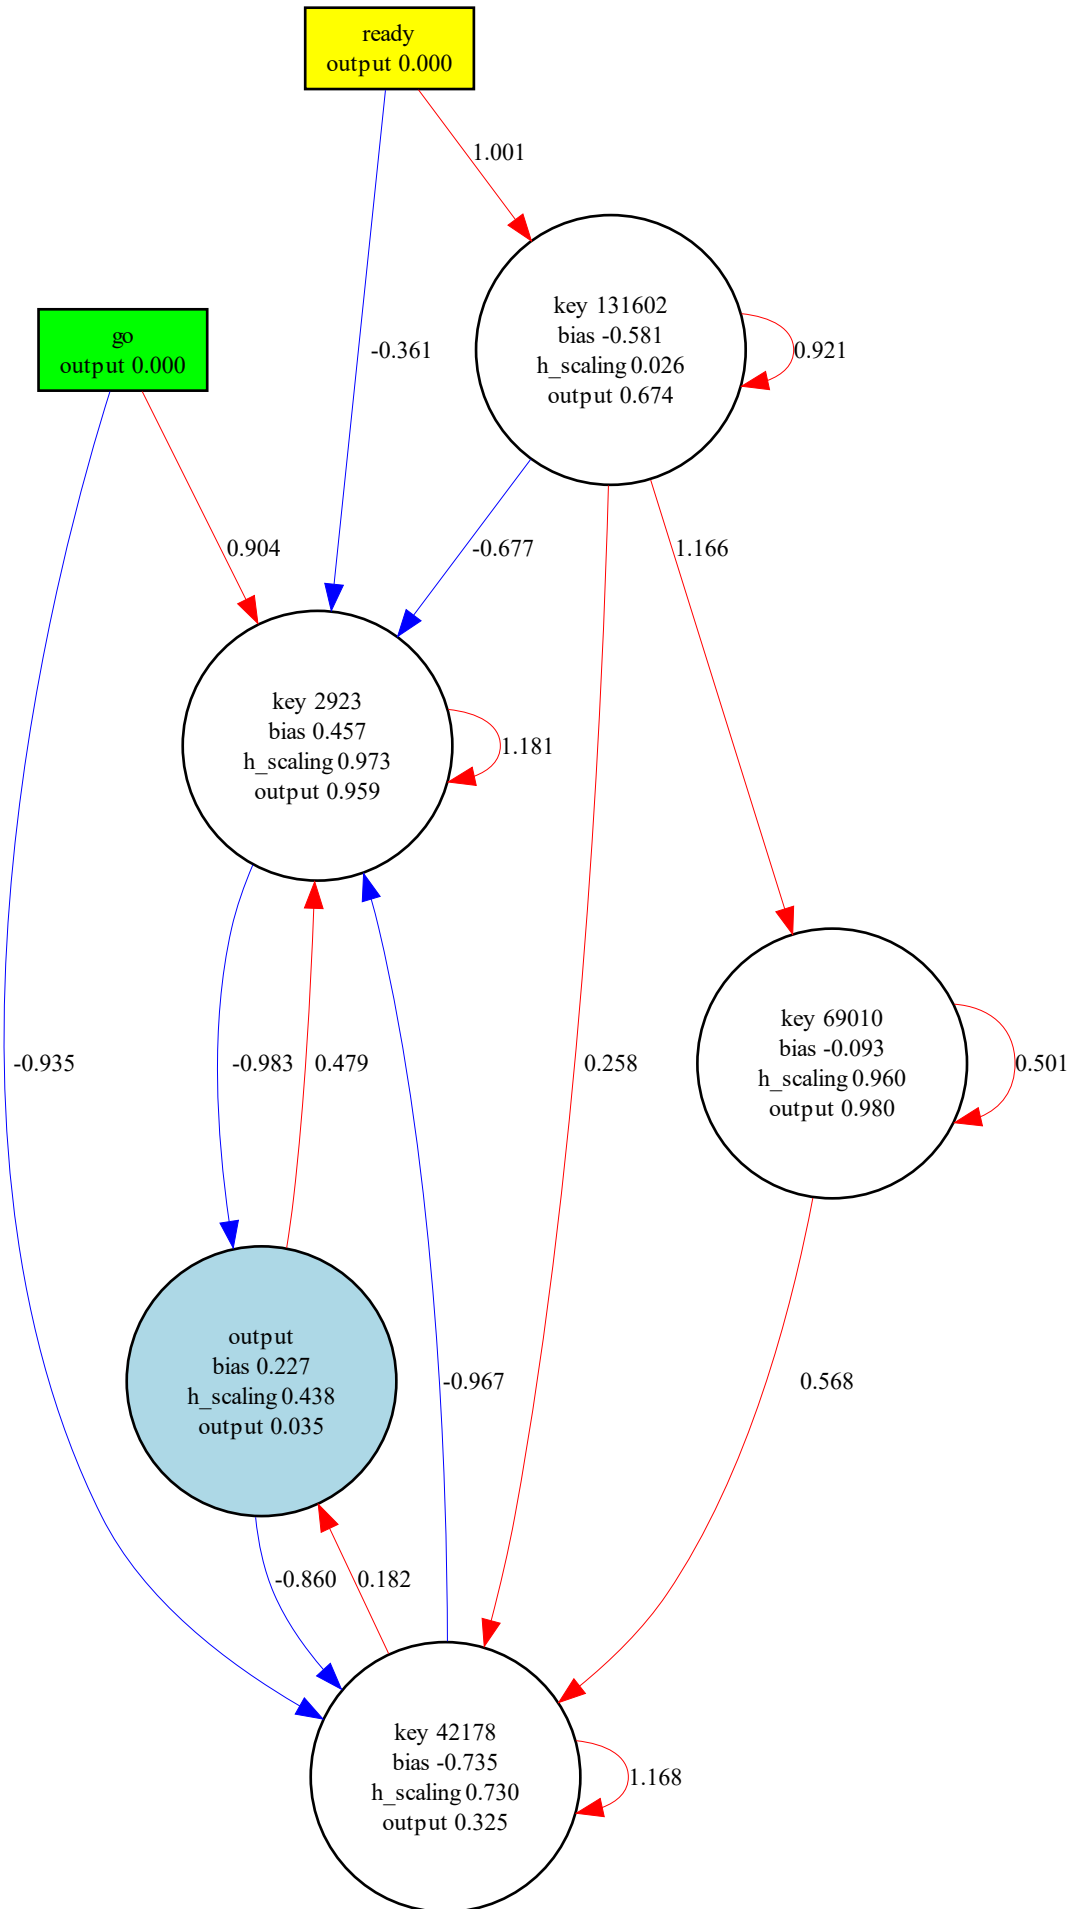 ready
output 0.000
1.001
key 131602
bias -0.581
h_scaling 0.026
output 0.674
0.921
go
output 0.000
-0.361
0.904
-0.677
1.166
key 2923
bias 0.457
h_scaling 0.973
output 0.959
1.181
key 69010
bias -0.093
h_scaling 0.960
output 0.980
0.501
-0.935
-0.983
0.479
0.258
output
bias 0.227
h_scaling 0.438
output 0.035
-0.967
0.568
-0.860
0.182
key 42178
bias -0.735
h_scaling 0.730
output 0.325
1.168